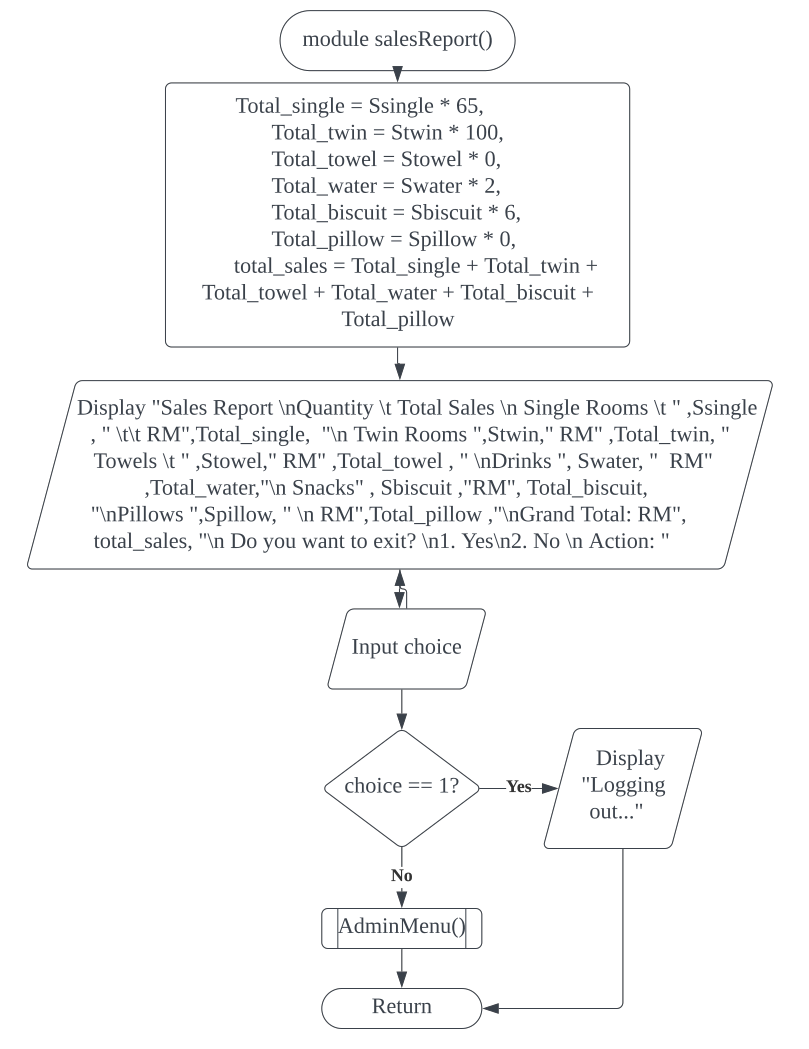 module salesReport()
Total_single = Ssingle * 65,
Total_twin = Stwin * 100,
Total_towel = Stowel * 0,
Total_water = Swater * 2,
Total_biscuit = Sbiscuit * 6,
Total_pillow = Spillow * 0,
total_sales = Total_single + Total_twin +
Total_towel + Total_water + Total_biscuit +
Total_pillow
Display "Sales Report \nQuantity \t Total Sales \n Single Rooms \t " ,Ssingle
, " \t\t RM",Total_single,  "\n Twin Rooms ",Stwin," RM" ,Total_twin, "
Towels \t " ,Stowel," RM" ,Total_towel , " \nDrinks ", Swater, "  RM"
,Total_water,"\n Snacks" , Sbiscuit ,"RM", Total_biscuit,
"\nPillows ",Spillow, " \n RM",Total_pillow ,"\nGrand Total: RM",
total_sales, "\n Do you want to exit? \n1. Yes\n2. No \n Action: "
Input choice
choice == 1?
Yes
Display
"Logging
out..."
No
AdminMenu()
Return